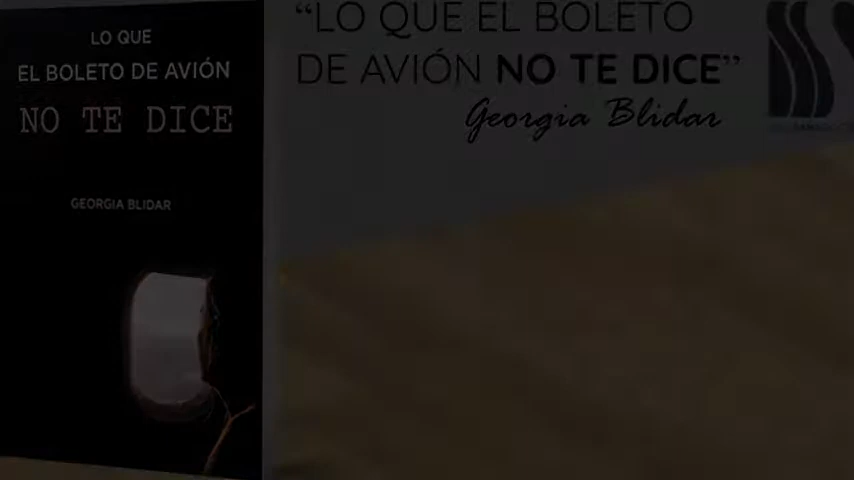 LO QUE
EL BOLETO DE AVIÓN
NO TE DICE
GEORGIA BLIDAR
“LO QUE EL BOLETO
DE AVIÓN NO TE DICE”
Georgia Blidar